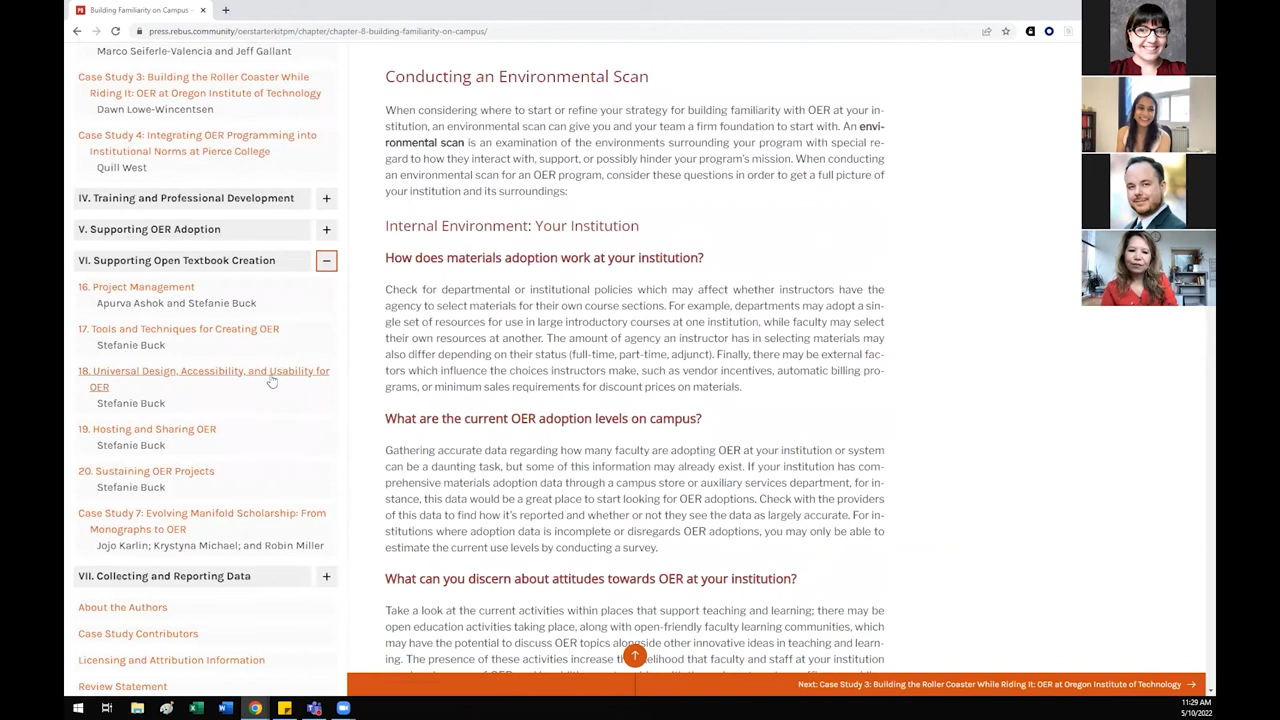 Building Familiarity on Campus -
press.rebus.community/oerstarterkitpm/chapter/chapter-8-building-familiarity-on-campus/
Marco Seiferle-Valencia and Jeff Gallant
Case Study 3: Building the Roller Coaster While
Riding It: OER at Oregon Institute of Technology
Dawn Lowe-Wincentsen
Case Study 4: Integrating OER Programming into
Institutional Norms at Pierce College
Quill West
IV. Training and Professional Development
V. Supporting OER Adoption
VI. Supporting Open Textbook Creation
16. Project Management
Apurva Ashok and Stefanie Buck
17. Tools and Techniques for Creating OER
Stefanie Buck
18. Universal Design, Accessibility, and Usability for
OER
Stefanie Buck
19. Hosting and Sharing OER
Stefanie Buck
20. Sustaining OER Projects
Stefanie Buck
Case Study 7: Evolving Manifold Scholarship: From
Monographs to OER
Jojo Karlin; Krystyna Michael; and Robin Miller
VII. Collecting and Reporting Data
About the Authors
Case Study Contributors
Licensing and Attribution Information
Review Statement
Conducting an Environmental Scan
When considering where to start or refine your strategy for building familiarity with OER at your in-
stitution, an environmental scan can give you and your team a firm foundation to start with. An envi-
ronmental scan is an examination of the environments surrounding your program with special re-
gard to how they interact with, support, or possibly hinder your program's mission. When conducting
an environmental scan for an OER program, consider these questions in order to get a full picture of
your institution and its surroundings:
Internal Environment: Your Institution
How does materials adoption work at your institution?
Check for departmental or institutional policies which may affect whether instructors have the
agency to select materials for their own course sections. For example, departments may adopt a sin-
gle set of resources for use in large introductory courses at one institution, while faculty may select
their own resources at another. The amount of agency an instructor has in selecting materials may
also differ depending on their status (full-time, part-time, adjunct). Finally, there may be external fac-
tors which influence the choices instructors make, such as vendor incentives, automatic billing pro-
grams, or minimum sales requirements for discount prices on materials.
What are the current OER adoption levels on campus?
Gathering accurate data regarding how many faculty are adopting OER at your institution or system
can be a daunting task, but some of this information may already exist. If your institution has com-
prehensive materials adoption data through a campus store or auxiliary services department, for in-
stance, this data would be a great place to start looking for OER adoptions. Check with the providers
of this data to find how it's reported and whether or not they see the data as largely accurate. For in-
stitutions where adoption data is incomplete or disregards OER adoptions, you may only be able to
estimate the current use levels by conducting a survey.
What can you discern about attitudes towards OER at your institution?
Take a look at the current activities within places that support teaching and learning; there may be
open education activities taking place, along with open-friendly faculty learning communities, which
may have the potential to discuss OER topics alongside other innovative ideas in teaching and learn-
ing. The presence of these activities increase the likelihood that faculty and staff at your institution
Next: Case Study 3: Building the Roller Coaster While Riding It: OER at Oregon Institute of Technology →
11:29 AM
5/10/2022